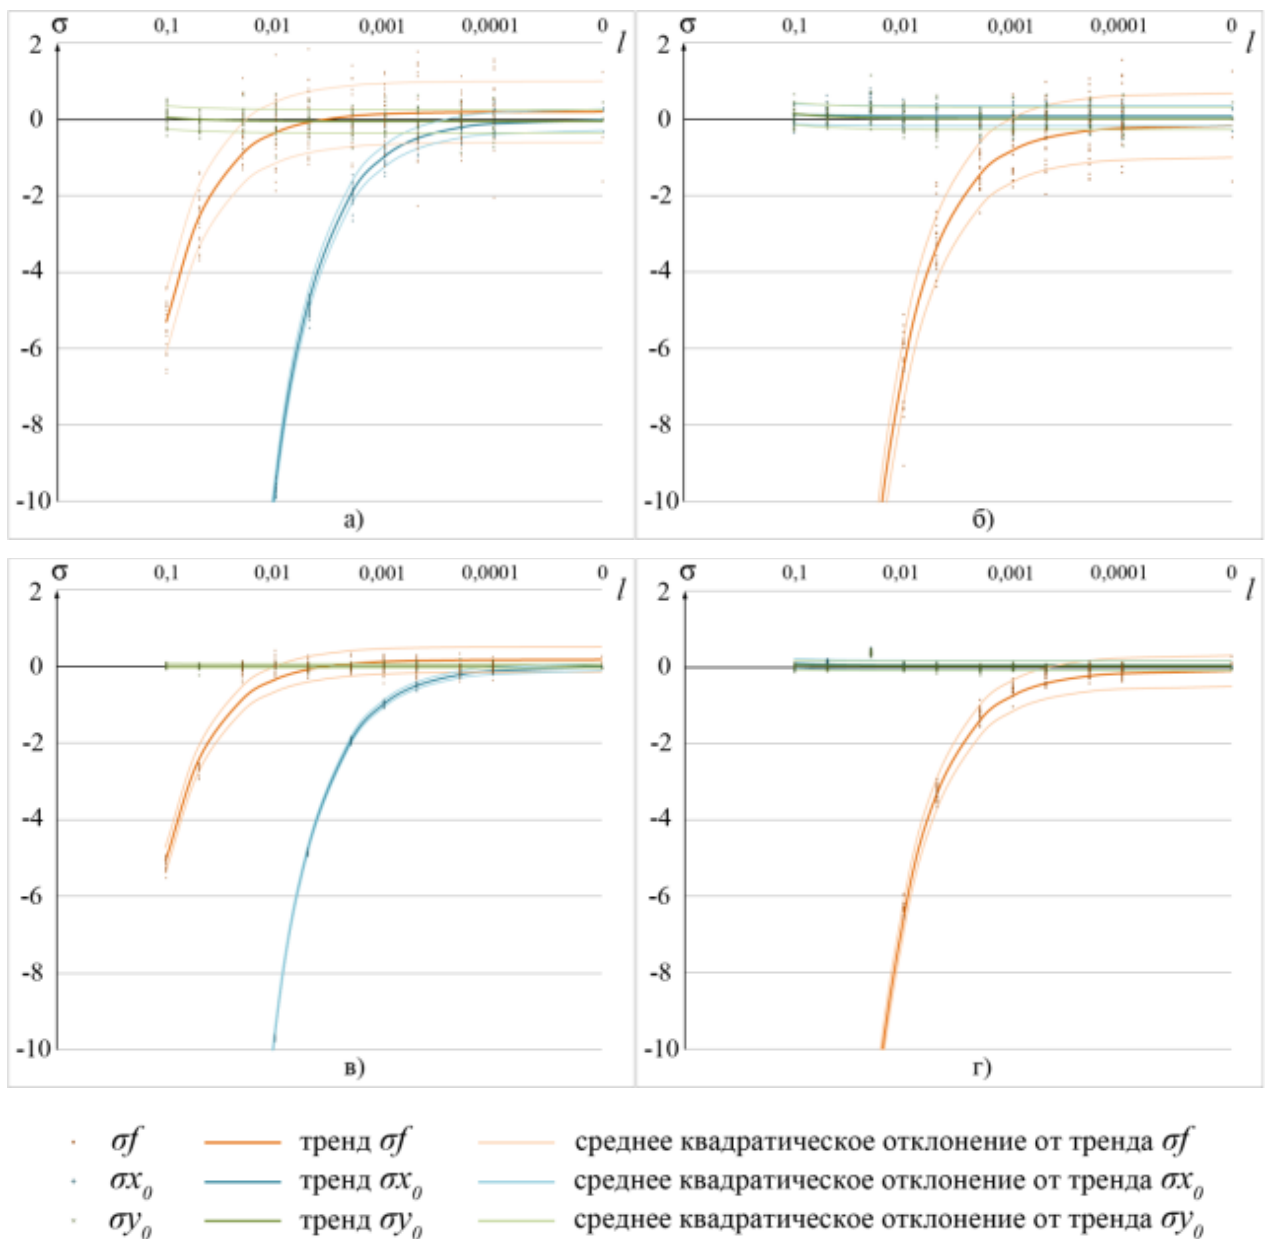 σ 0,1 0,01 0,001 0,0001 0 l
2
0
-2
-4
-6
-8
-10
а)
σ 0,1 0,01 0,001 0,0001 0 l
2
0
-2
-4
-6
-8
-10
б)
σ 0,1 0,01 0,001 0,0001 0 l
2
0
-2
-4
-6
-8
-10
в)
σ 0,1 0,01 0,001 0,0001 0 l
2
0
-2
-4
-6
-8
-10
г)
σf тренд σf среднее квадратическое отклонение от тренда σf
σx₀ тренд σx₀ среднее квадратическое отклонение от тренда σx₀
σy₀ тренд σy₀ среднее квадратическое отклонение от тренда σy₀